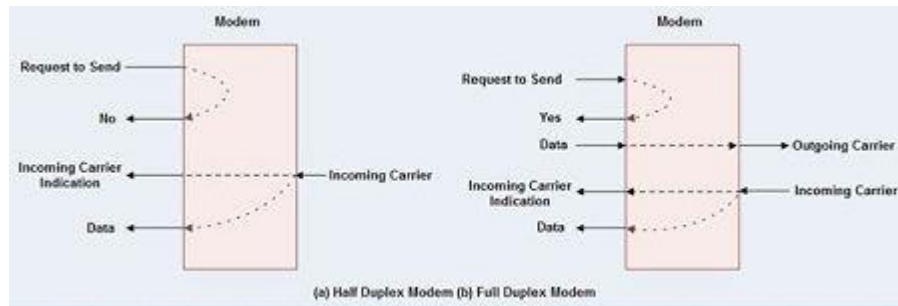 Modem
Request to Send
No
Incoming Carrier
Indication
Incoming Carrier
Data
Modem
Request to Send
Yes
Data
Outgoing Carrier
Incoming Carrier
Indication
Incoming Carrier
Data
(a) Half Duplex Modem (b) Full Duplex Modem